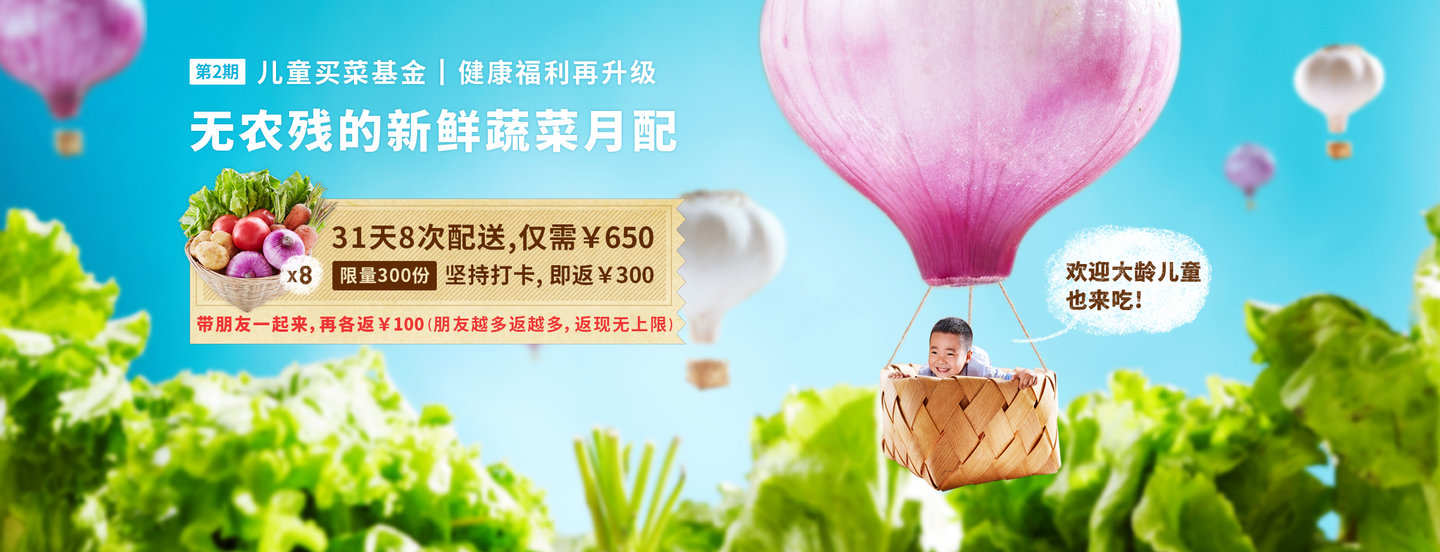 第2期 儿童买菜基金｜健康福利再升级
无农残的新鲜蔬菜月配
31天8次配送,仅需￥650
x8
限量300份 坚持打卡, 即返￥300
带朋友一起来, 再各返￥100 (朋友越多返越多, 返现无上限)
欢迎大龄儿童
也来吃!